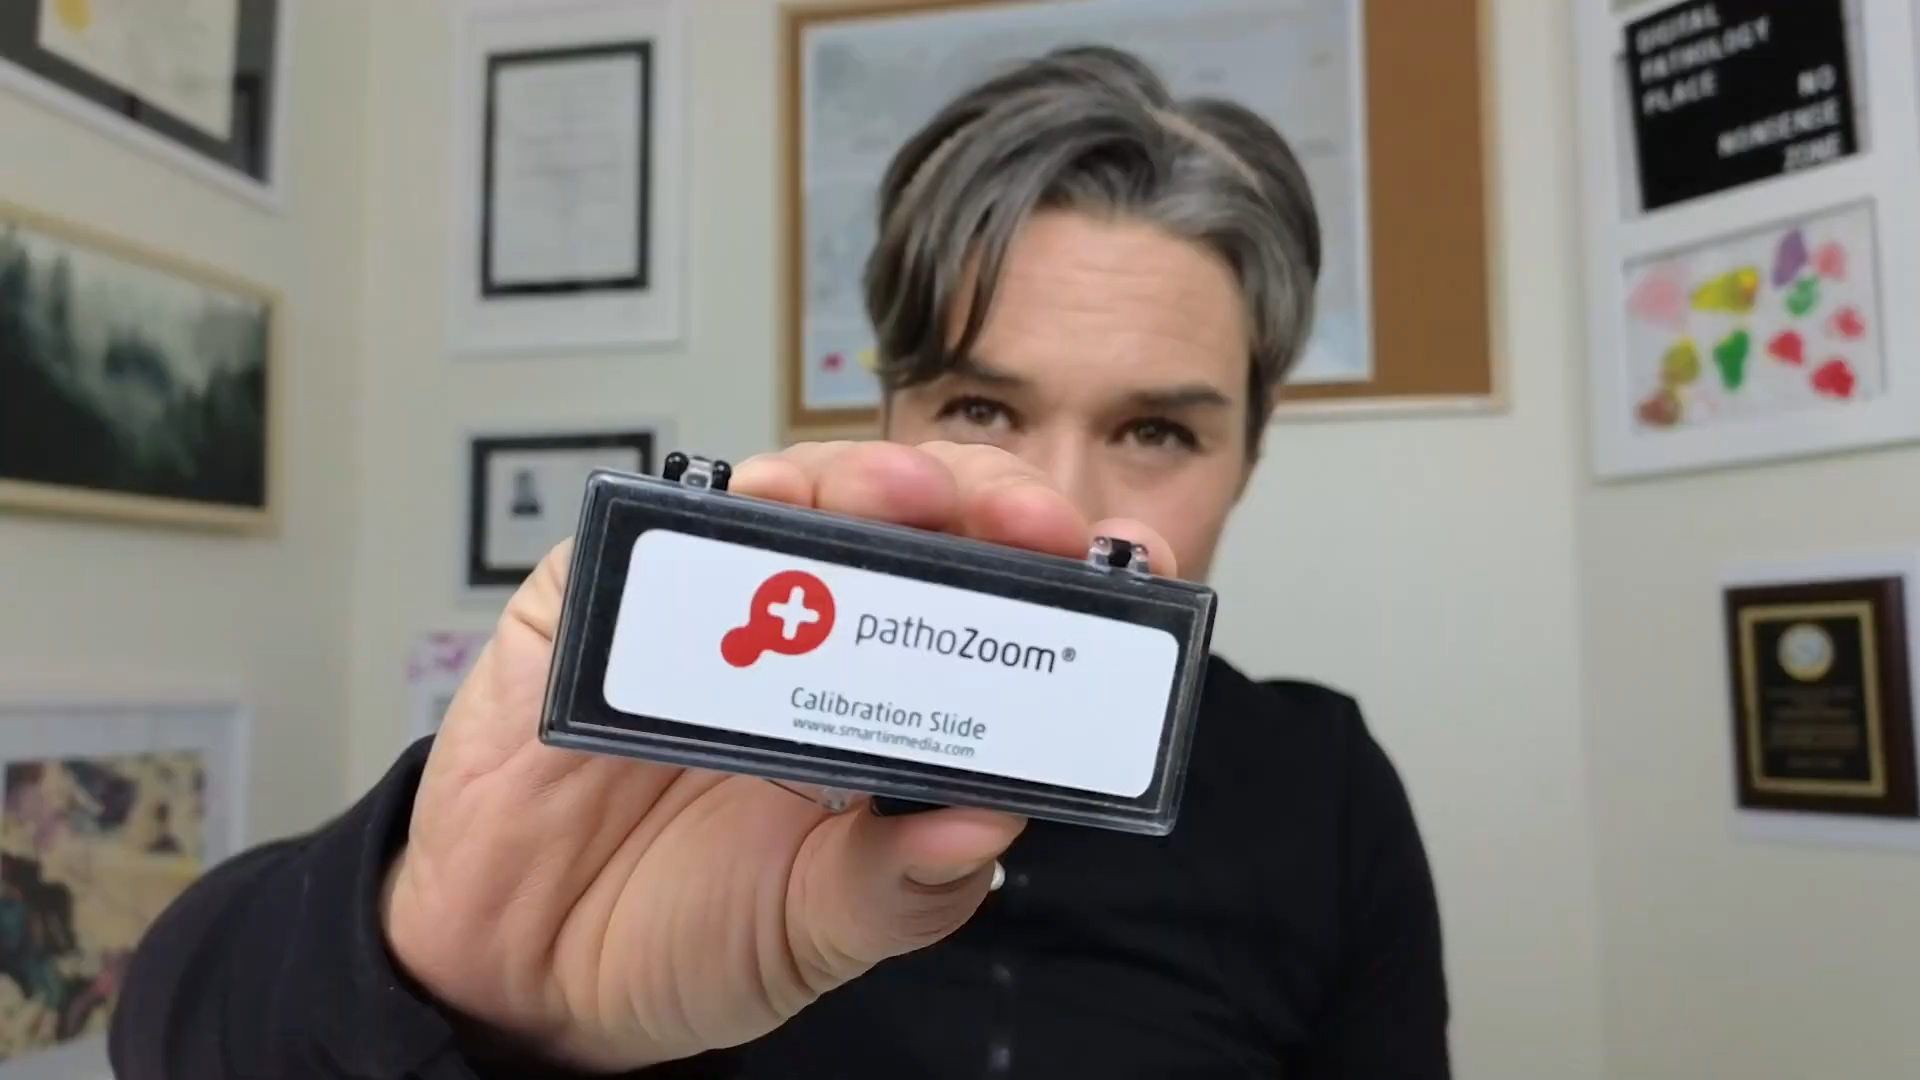 DIGITAL
PATHOLOGY
PLACE
NO
NONSENSE
ZONE
pathoZoom®
Calibration Slide
www.smartinmedia.com